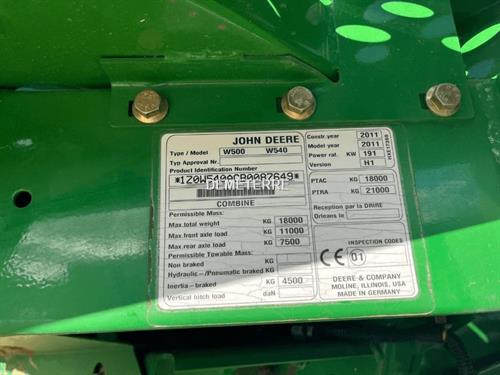 JOHN DEERE
Type / Model W500 W540
Typ Approval Nr.
Product Identification Number
DEMETERRE
COMBINE
Permissible Mass:
Max.total weight KG 18000
Max.front axle load KG 11000
Max.rear axle load KG 7500
Permissible Towable Mass:
Non braked KG
Hydraulic -/Pneumatic braked KG
Inertia - braked KG 4500
Vertical hitch load daN
Constr.year 2011
Model year 2011
Power rat. KW 191
Version H1
PTAC KG 18000
PTRA KG 21000
Reception par la DRIRE
Orleans le
INSPECTION CODES
CE 01
DEERE & COMPANY
MOLINE, ILLINOIS, USA
MADE IN GERMANY